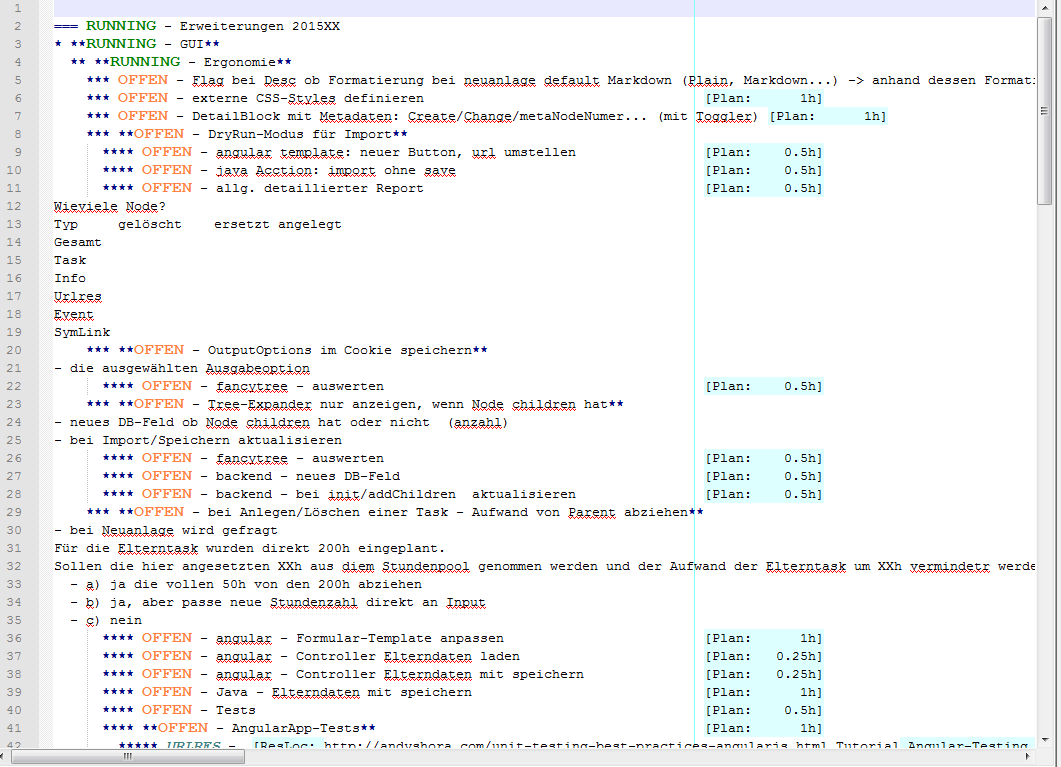 1
2 === RUNNING - Erweiterungen 2015XX
3 * **RUNNING - GUI**
4 ** **RUNNING - Ergonomie**
5 *** OFFEN - Flag bei Desc ob Formatierung bei neuanlage default Markdown (Plain, Markdown...) -> anhand dessen Formati
6 *** OFFEN - externe CSS-Styles definieren [Plan: 1h]
7 *** OFFEN - DetailBlock mit Metadaten: Create/Change/metaNodeNumer... (mit Toggler) [Plan: 1h]
8 *** **OFFEN - DryRun-Modus für Import**
9 **** OFFEN - angular template: neuer Button, url umstellen [Plan: 0.5h]
10 **** OFFEN - java Acction: import ohne save [Plan: 0.5h]
11 **** OFFEN - allg. detaillierter Report [Plan: 0.5h]
12 Wieviele Node?
13 Typ gelöscht ersetzt angelegt
14 Gesamt
15 Task
16 Info
17 Urlres
18 Event
19 SymLink
20 *** **OFFEN - OutputOptions im Cookie speichern**
21 - die ausgewählten Ausgabeoption
22 **** OFFEN - fancytree - auswerten [Plan: 0.5h]
23 *** **OFFEN - Tree-Expander nur anzeigen, wenn Node children hat**
24 - neues DB-Feld ob Node children hat oder nicht (anzahl)
25 - bei Import/Speichern aktualisieren
26 **** OFFEN - fancytree - auswerten [Plan: 0.5h]
27 **** OFFEN - backend - neues DB-Feld [Plan: 0.5h]
28 **** OFFEN - backend - bei init/addChildren aktualisieren [Plan: 0.5h]
29 *** **OFFEN - bei Anlegen/Löschen einer Task - Aufwand von Parent abziehen**
30 - bei Neuanlage wird gefragt
31 Für die Elterntask wurden direkt 200h eingeplant.
32 Sollen die hier angesetzten XXh aus diem Stundenpool genommen werden und der Aufwand der Elterntask um XXh vermindetr werde
33 - a) ja die vollen 50h von den 200h abziehen
34 - b) ja, aber passe neue Stundenzahl direkt an Input
35 - c) nein
36 **** OFFEN - angular - Formular-Template anpassen [Plan: 1h]
37 **** OFFEN - angular - Controller Elterndaten laden [Plan: 0.25h]
38 **** OFFEN - angular - Controller Elterndaten mit speichern [Plan: 0.25h]
39 **** OFFEN - Java - Elterndaten mit speichern [Plan: 1h]
40 **** OFFEN - Tests [Plan: 0.5h]
41 **** **OFFEN - AngularApp-Tests** [Plan: 1h]
42 ***** URLRES - [ResLoc: http://andyshora.com/unit-testing-best-practices-angularjs.html Tutorial Angular-Testing